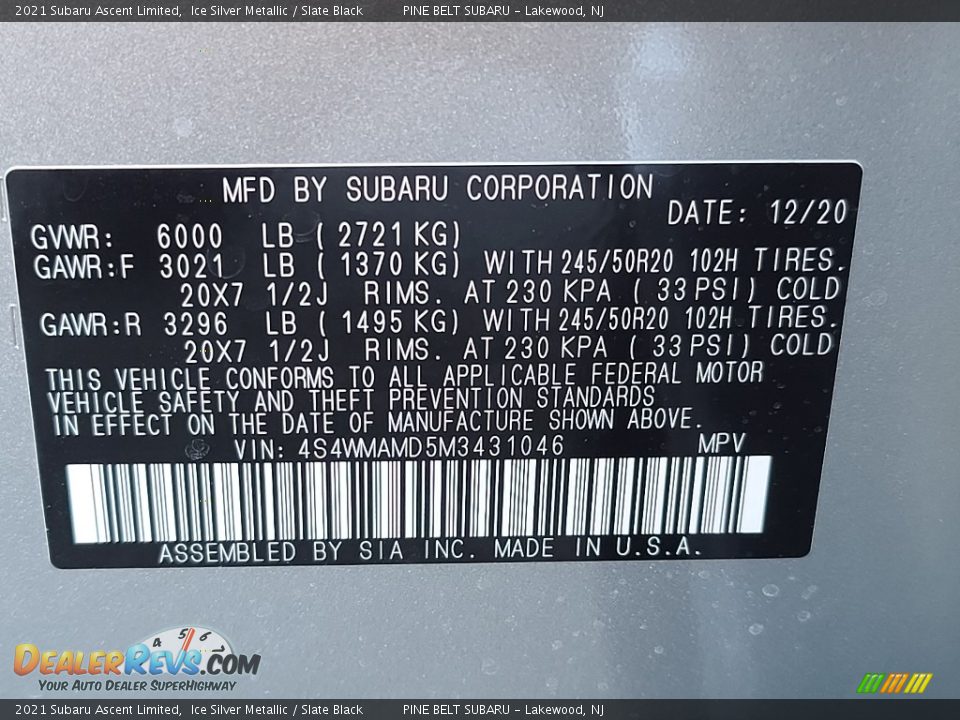 2021 Subaru Ascent Limited, Ice Silver Metallic / Slate Black PINE BELT SUBARU - Lakewood, NJ
MFD BY SUBARU CORPORATION
DATE: 12/20
GVWR: 6000 LB ( 2721 KG)
GAWR:F 3021 LB ( 1370 KG) WITH 245/50R20 102H TIRES.
20X7 1/2J RIMS. AT 230 KPA ( 33 PSI) COLD
GAWR:R 3296 LB ( 1495 KG) WITH 245/50R20 102H TIRES.
20X7 1/2J RIMS. AT 230 KPA ( 33 PSI) COLD
THIS VEHICLE CONFORMS TO ALL APPLICABLE FEDERAL MOTOR
VEHICLE SAFETY AND THEFT PREVENTION STANDARDS
IN EFFECT ON THE DATE OF MANUFACTURE SHOWN ABOVE.
VIN: 4S4WMAMD5M3431046 MPV
ASSEMBLED BY SIA INC. MADE IN U.S.A.
4 5 6 7
DEALERREVS.COM
YOUR AUTO DEALER SUPERHIGHWAY
2021 Subaru Ascent Limited, Ice Silver Metallic / Slate Black PINE BELT SUBARU - Lakewood, NJ